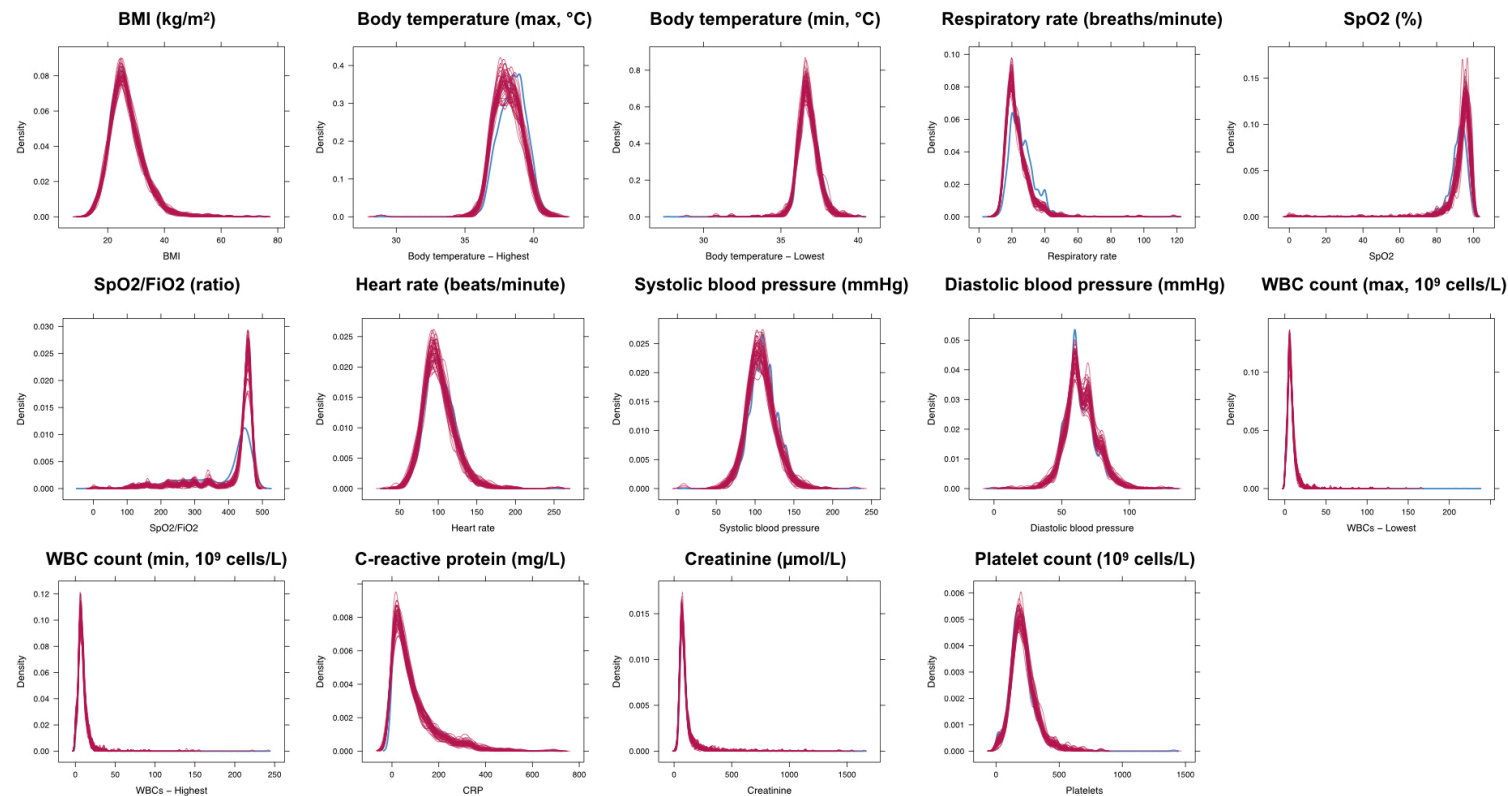 BMI (kg/m²)
0.08
0.06
0.04
0.02
0.00
Density
20 40 60 80
BMI
Body temperature (max, °C)
0.4
0.3
0.2
0.1
0.0
Density
30 35 40
Body temperature − Highest
Body temperature (min, °C)
0.8
0.6
0.4
0.2
0.0
Density
30 35 40
Body temperature − Lowest
Respiratory rate (breaths/minute)
0.10
0.08
0.06
0.04
0.02
0.00
Density
0 20 40 60 80 100 120
Respiratory rate
SpO2 (%)
0.15
0.10
0.05
0.00
Density
0 20 40 60 80 100
SpO2
SpO2/FiO2 (ratio)
0.030
0.025
0.020
0.015
0.010
0.005
0.000
Density
0 100 200 300 400 500
SpO2/FiO2
Heart rate (beats/minute)
0.025
0.020
0.015
0.010
0.005
0.000
Density
50 100 150 200 250
Heart rate
Systolic blood pressure (mmHg)
0.025
0.020
0.015
0.010
0.005
0.000
Density
0 50 100 150 200 250
Systolic blood pressure
Diastolic blood pressure (mmHg)
0.05
0.04
0.03
0.02
0.01
0.00
Density
0 50 100
Diastolic blood pressure
WBC count (max, 10⁹ cells/L)
0.10
0.05
0.00
Density
0 50 100 150 200
WBCs − Lowest
WBC count (min, 10⁹ cells/L)
0.12
0.10
0.08
0.06
0.04
0.02
0.00
Density
0 50 100 150 200 250
WBCs − Highest
C-reactive protein (mg/L)
0.008
0.006
0.004
0.002
0.000
Density
0 200 400 600 800
CRP
Creatinine (µmol/L)
0.015
0.010
0.005
0.000
Density
0 500 1000 1500
Creatinine
Platelet count (10⁹ cells/L)
0.006
0.005
0.004
0.003
0.002
0.001
0.000
Density
0 500 1000 1500
Platelets